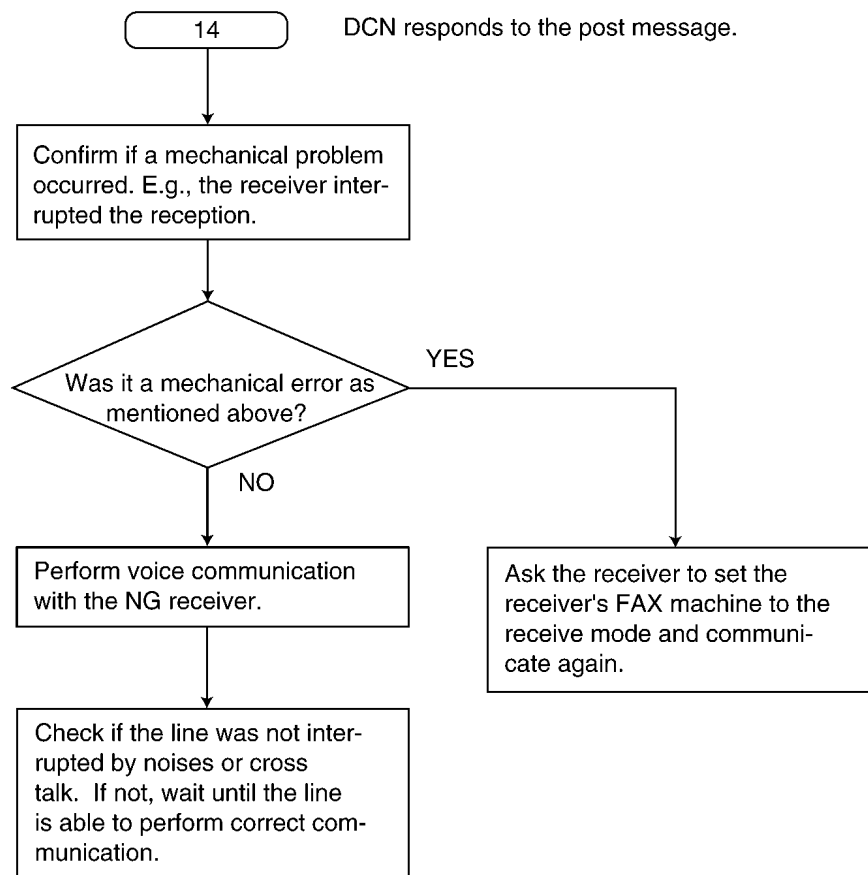 14
DCN responds to the post message.
Confirm if a mechanical problem
occurred. E.g., the receiver inter-
rupted the reception.
YES
Was it a mechanical error as
mentioned above?
NO
Perform voice communication
with the NG receiver.
Ask the receiver to set the
receiver's FAX machine to the
receive mode and communi-
cate again.
Check if the line was not inter-
rupted by noises or cross
talk.  If not, wait until the line
is able to perform correct com-
munication.